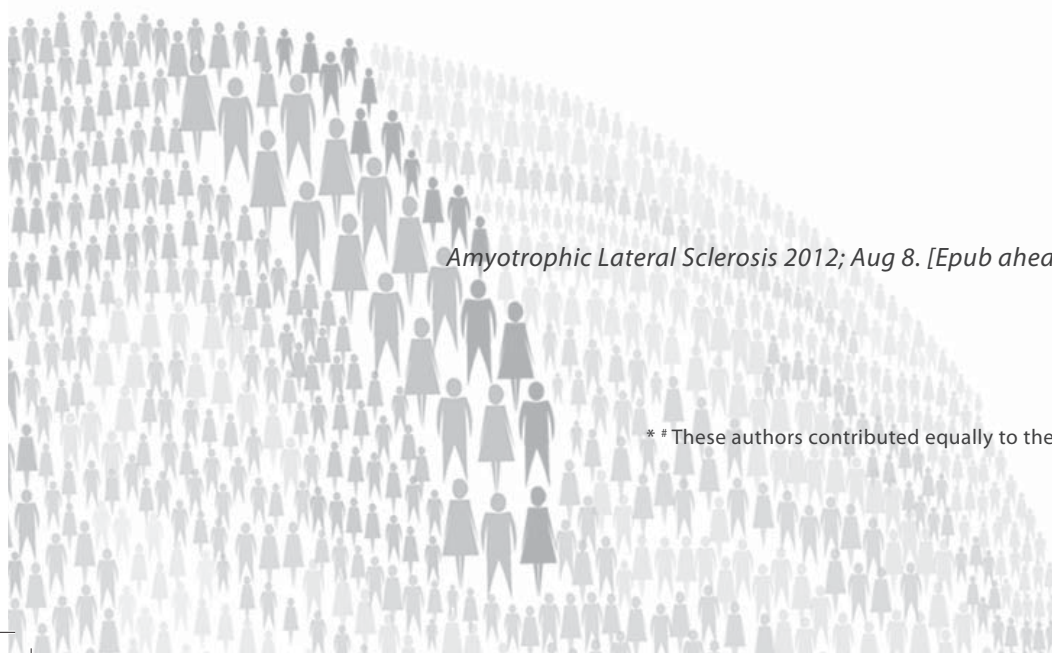 Amyotrophic Lateral Sclerosis 2012; Aug 8. [Epub ahea
* # These authors contributed equally to the